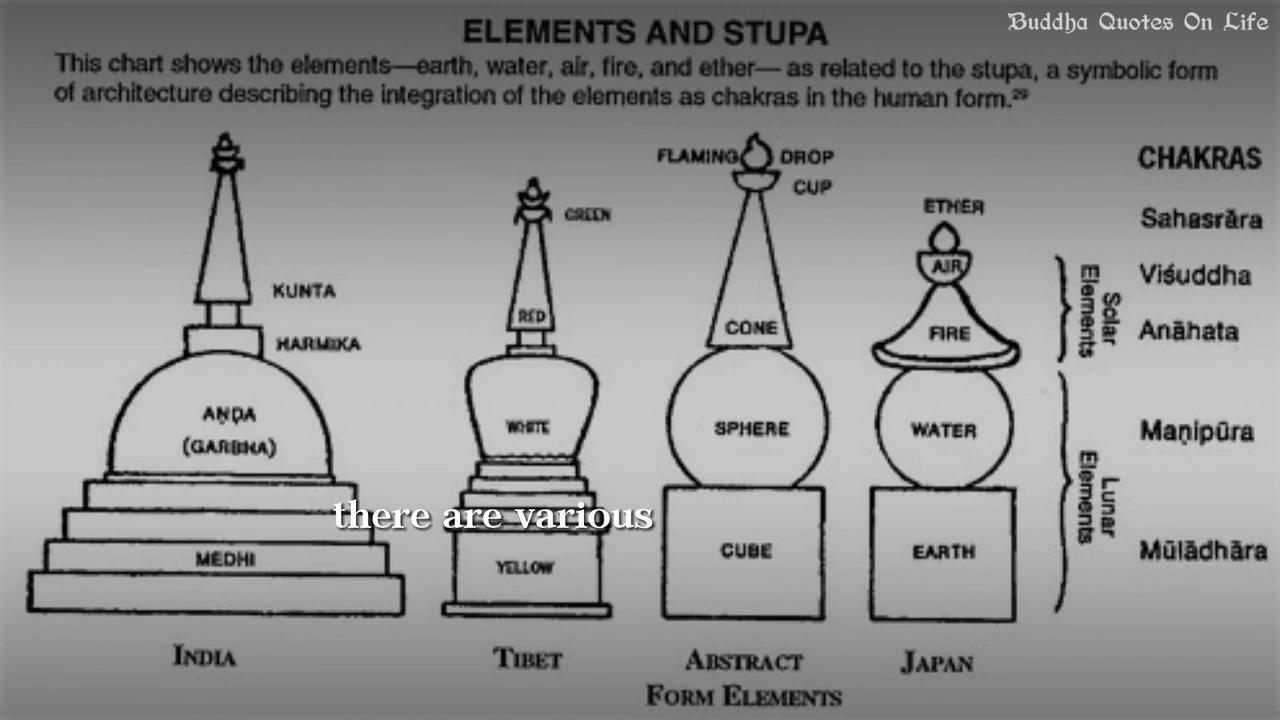 Buddha Quotes On Life
ELEMENTS AND STUPA
This chart shows the elements—earth, water, air, fire, and ether— as related to the stupa, a symbolic form
of architecture describing the integration of the elements as chakras in the human form.²⁹
KUNTA
HARMIKA
AṆḌA
(GARBHA)
MEDHI
INDIA
GREEN
RED
WHITE
YELLOW
TIBET
FLAMING DROP
CUP
CONE
SPHERE
CUBE
ABSTRACT
FORM ELEMENTS
ETHER
AIR
FIRE
WATER
EARTH
JAPAN
Solar
Elements
Lunar
Elements
CHAKRAS
Sahasrāra
Viśuddha
Anāhata
Maṇipūra
Mūlādhāra
there are various